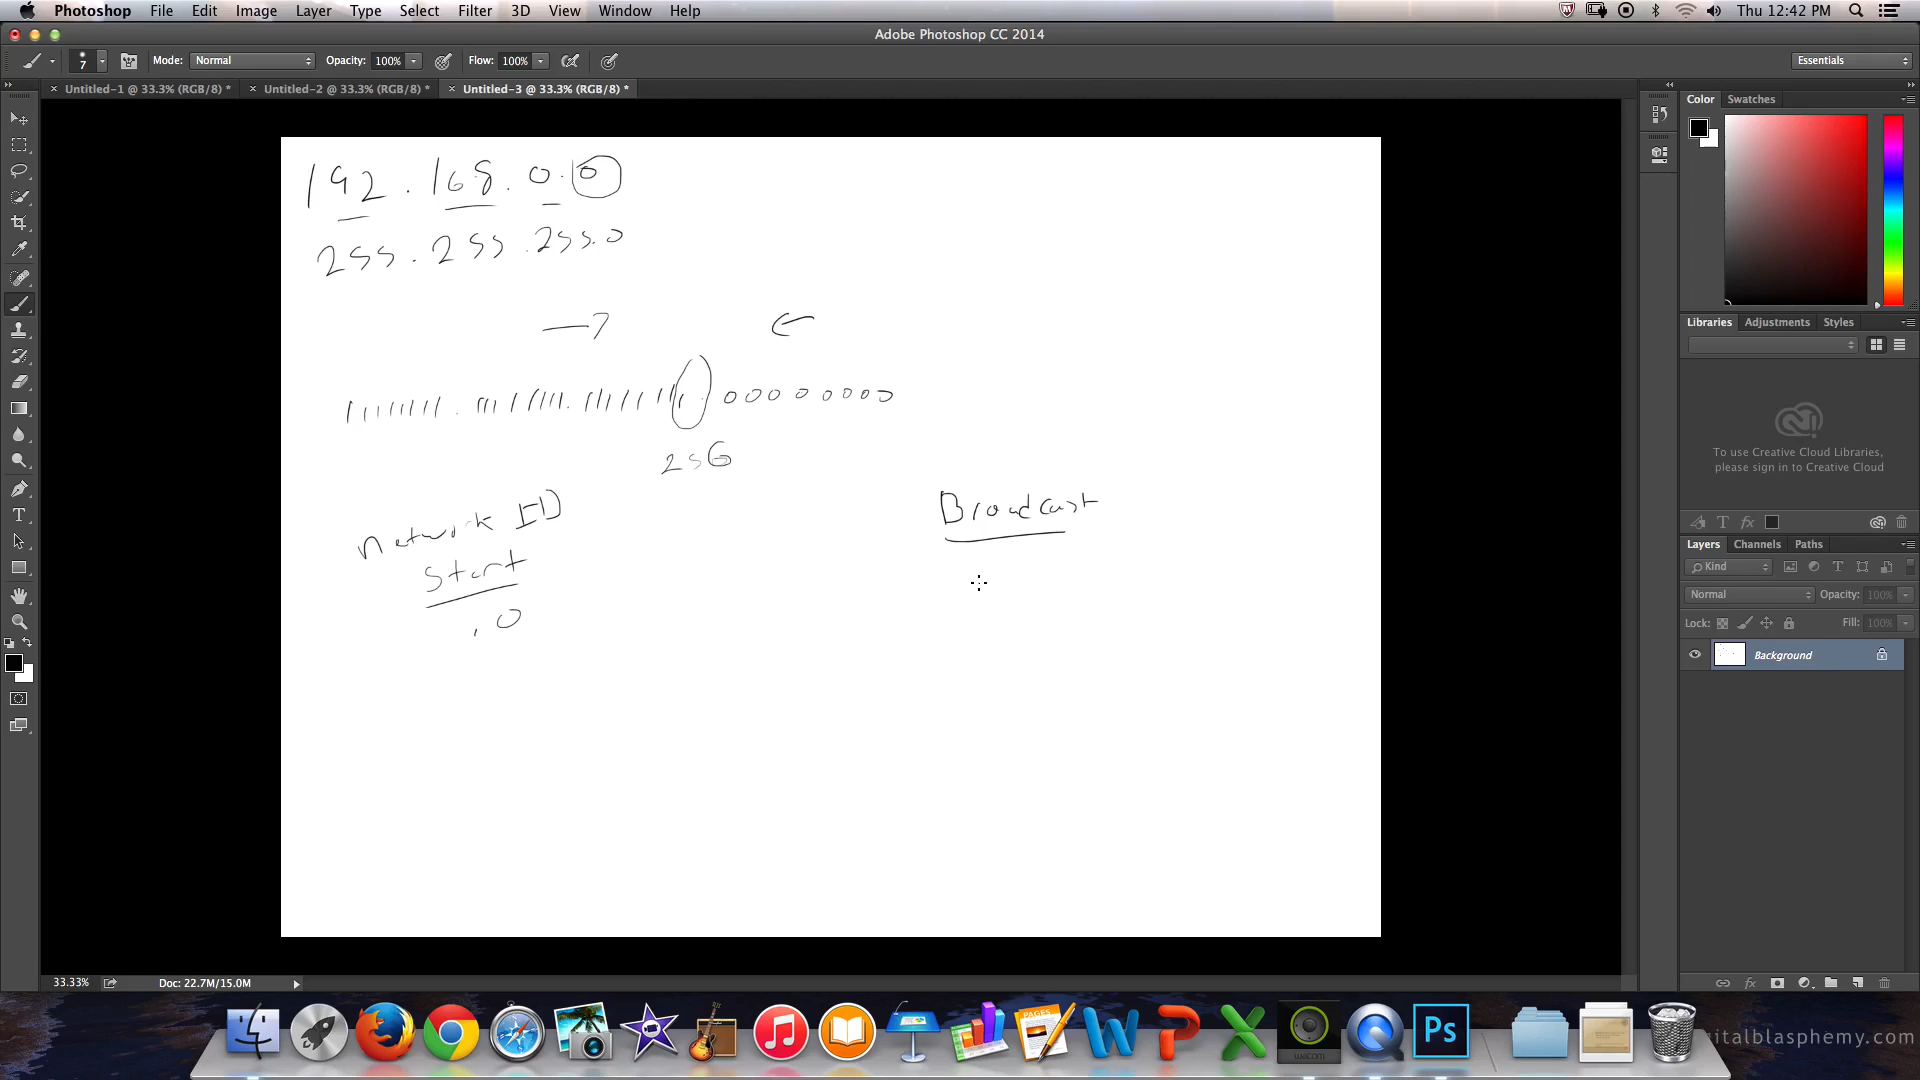 Photoshop File Edit Image Layer Type Select Filter 3D View Window Help Thu 12:42 PM
Adobe Photoshop CC 2014
7 Mode: Normal Opacity: 100% Flow: 100% Essentials
Untitled-1 @ 33.3% (RGB/8) * Untitled-2 @ 33.3% (RGB/8) * Untitled-3 @ 33.3% (RGB/8) *
192.168.0.0
255.255.255.0
11111111.11111111.11111111.00000000
256
Network ID
Start
.0
Broadcast
Color Swatches
Libraries Adjustments Styles
To use Creative Cloud Libraries,
please sign in to Creative Cloud
Layers Channels Paths
Kind
Normal Opacity: 100%
Lock: Fill: 100%
Background
33.33% Doc: 22.7M/15.0M
PAGES
wacom
Ps
igitalblasphemy.com